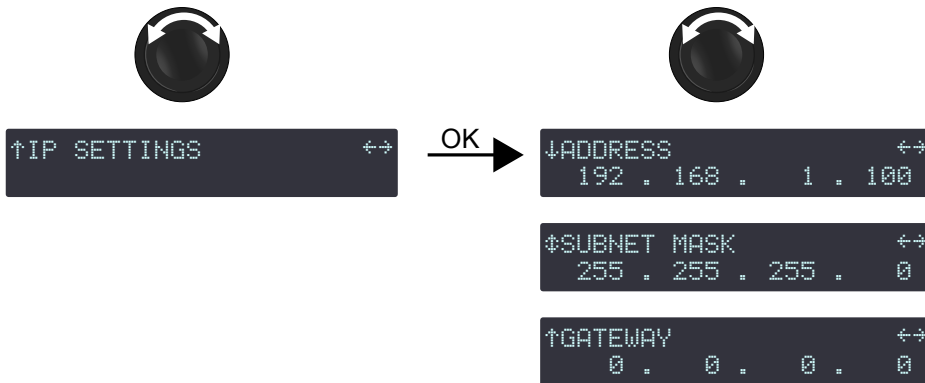 ↑IP SETTINGS ←→
OK
↓ADDRESS ←→
192 . 168 . 1 . 100
↕SUBNET MASK ←→
255 . 255 . 255 . 0
↑GATEWAY ←→
0 . 0 . 0 . 0